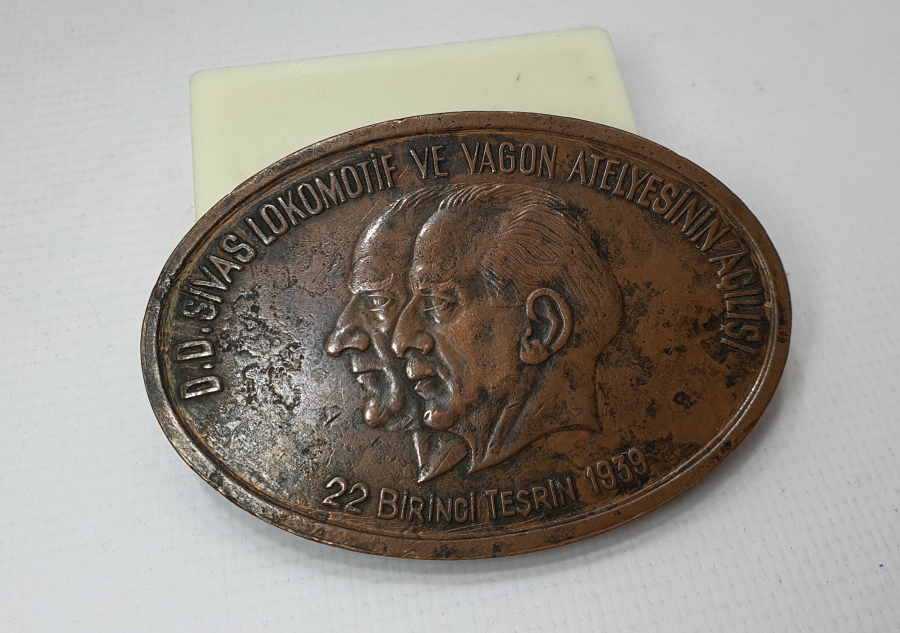 D.D. SİVAS LOKOMOTİF VE VAGON ATELYESİNİN AÇILIŞI
22 BİRİNCİ TEŞRİN 1939